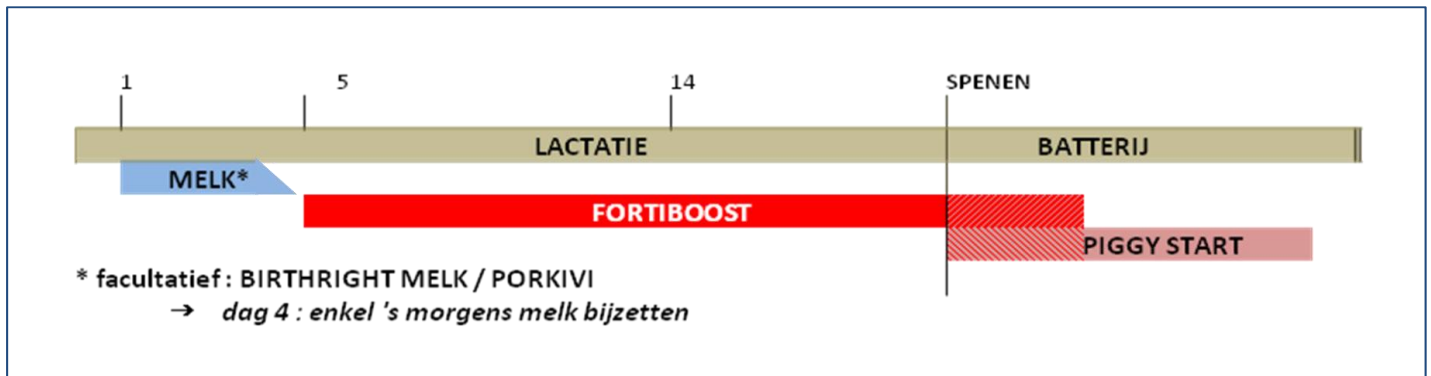 1 5 14 SPENEN
LACTATIE BATTERIJ
MELK*
FORTIBOOST
PIGGY START
* facultatief : BIRTHRIGHT MELK / PORKIVI
→ dag 4 : enkel 's morgens melk bijzetten